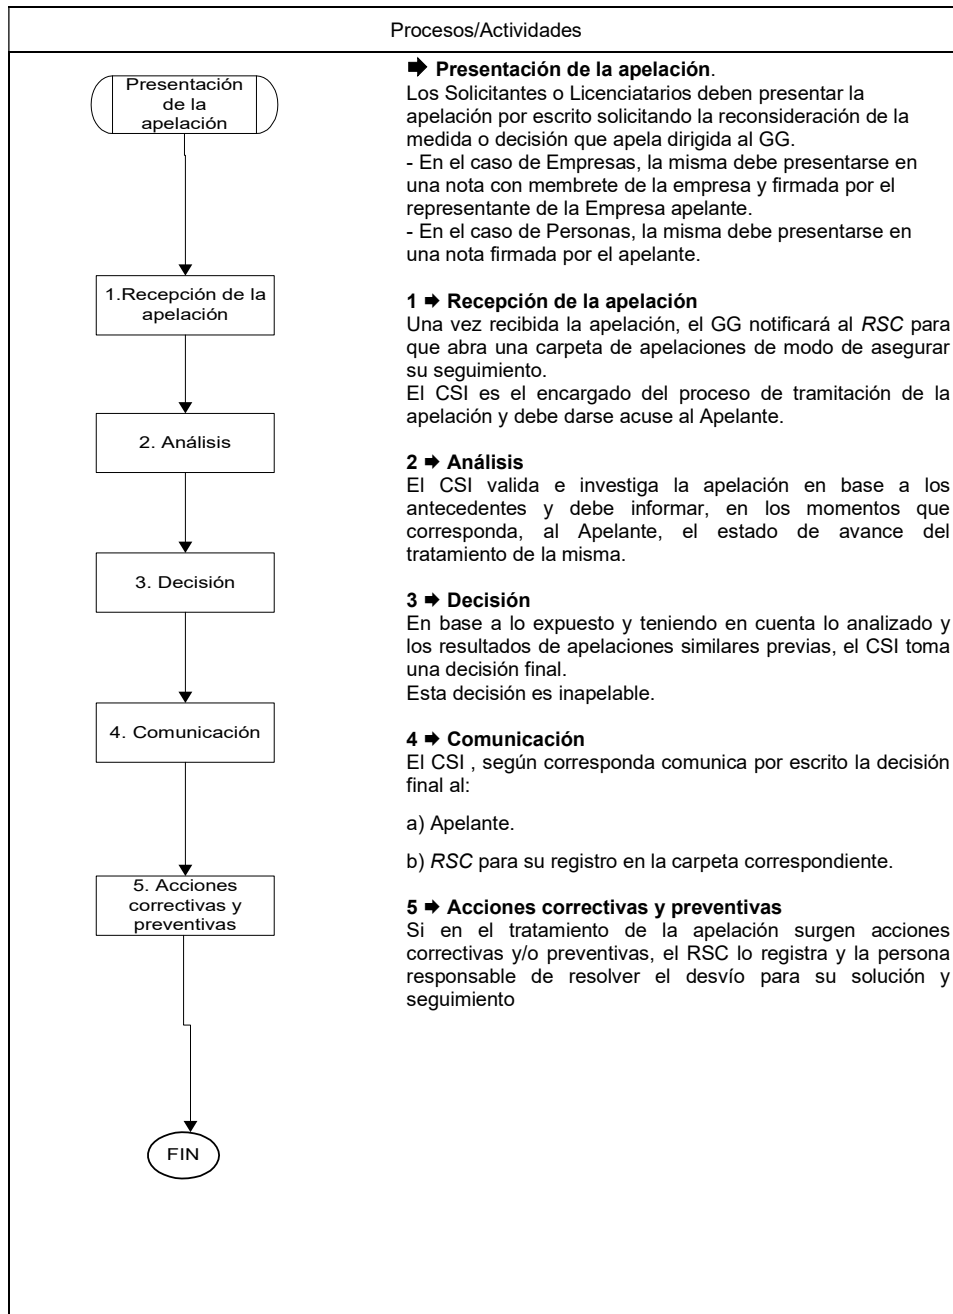 Procesos/Actividades
Presentación
de la
apelación
1.Recepción de la
apelación
2. Análisis
3. Decisión
4. Comunicación
5. Acciones
correctivas y
preventivas
FIN
➡ Presentación de la apelación.
Los Solicitantes o Licenciatarios deben presentar la
apelación por escrito solicitando la reconsideración de la
medida o decisión que apela dirigida al GG.
- En el caso de Empresas, la misma debe presentarse en
una nota con membrete de la empresa y firmada por el
representante de la Empresa apelante.
- En el caso de Personas, la misma debe presentarse en
una nota firmada por el apelante.
1 ➡ Recepción de la apelación
Una vez recibida la apelación, el GG notificará al RSC para
que abra una carpeta de apelaciones de modo de asegurar
su seguimiento.
El CSI es el encargado del proceso de tramitación de la
apelación y debe darse acuse al Apelante.
2 ➡ Análisis
El CSI valida e investiga la apelación en base a los
antecedentes y debe informar, en los momentos que
corresponda, al Apelante, el estado de avance del
tratamiento de la misma.
3 ➡ Decisión
En base a lo expuesto y teniendo en cuenta lo analizado y
los resultados de apelaciones similares previas, el CSI toma
una decisión final.
Esta decisión es inapelable.
4 ➡ Comunicación
El CSI , según corresponda comunica por escrito la decisión
final al:
a) Apelante.
b) RSC para su registro en la carpeta correspondiente.
5 ➡ Acciones correctivas y preventivas
Si en el tratamiento de la apelación surgen acciones
correctivas y/o preventivas, el RSC lo registra y la persona
responsable de resolver el desvío para su solución y
seguimiento